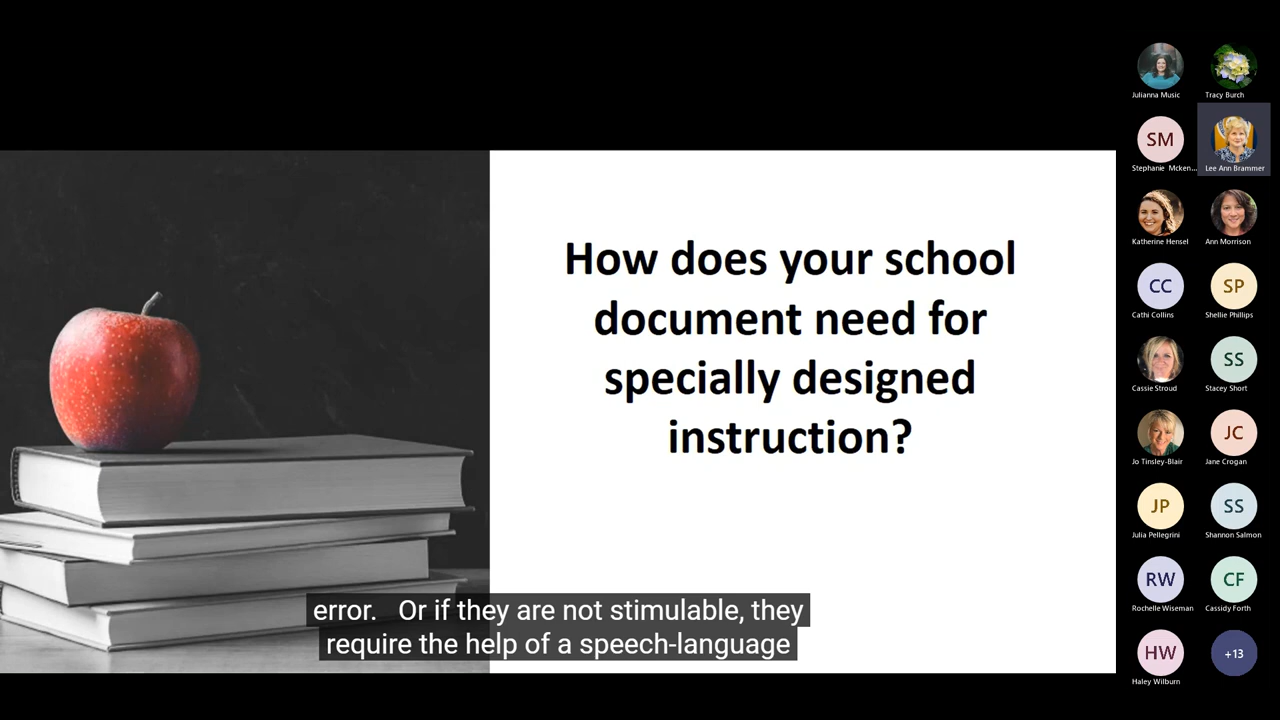 How does your school
document need for
specially designed
instruction?
error. Or if they are not stimulable, they
require the help of a speech-language
Julianna Music
Tracy Burch
SM
Stephanie Mcken...
Lee Ann Brammer
Katherine Hensel
Ann Morrison
CC
Cathi Collins
SP
Shellie Phillips
Cassie Stroud
SS
Stacey Short
Jo Tinsley-Blair
JC
Jane Crogan
JP
Julia Pellegrini
SS
Shannon Salmon
RW
Rochelle Wiseman
CF
Cassidy Forth
HW
Haley Wilburn
+13